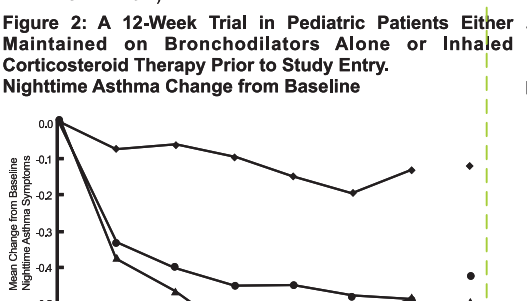 Figure 2: A 12-Week Trial in Pediatric Patients Either
Maintained on Bronchodilators Alone or Inhaled
Corticosteroid Therapy Prior to Study Entry.
Nighttime Asthma Change from Baseline
Mean Change from Baseline
Nighttime Asthma Symptoms
0.0
-0.1
-0.2
-0.3
-0.4